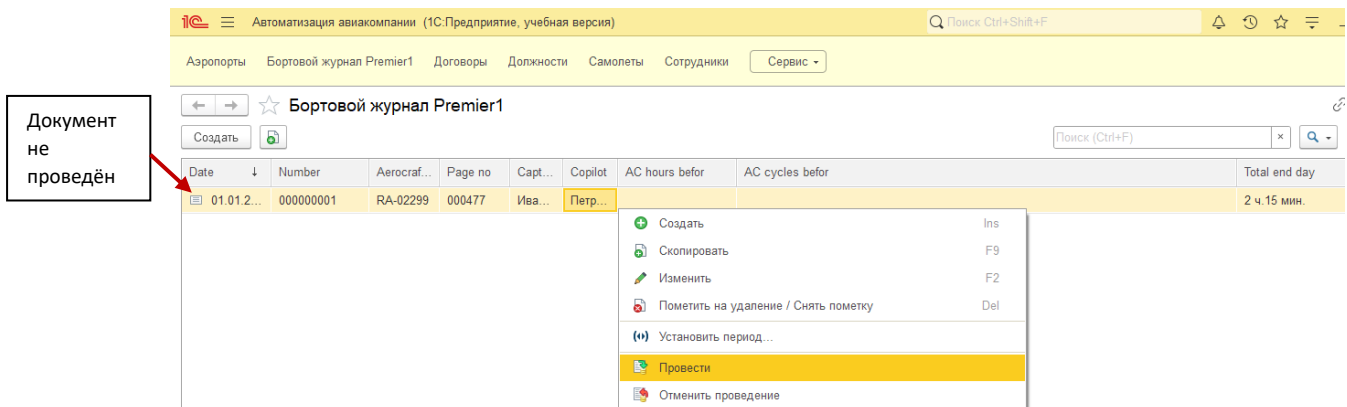 Автоматизация авиакомпании (1С:Предприятие, учебная версия)
Поиск Ctrl+Shift+F
Аэропорты Бортовой журнал Premier1 Договоры Должности Самолеты Сотрудники Сервис
Бортовой журнал Premier1
Документ
не
проведён
Создать
Поиск (Ctrl+F)
Date Number Aerocraf... Page no Capt... Copilot AC hours befor AC cycles befor Total end day
01.01.2... 000000001 RA-02299 000477 Ива... Петр... 2 ч.15 мин.
Создать Ins
Скопировать F9
Изменить F2
Пометить на удаление / Снять пометку Del
Установить период...
Провести
Отменить проведение